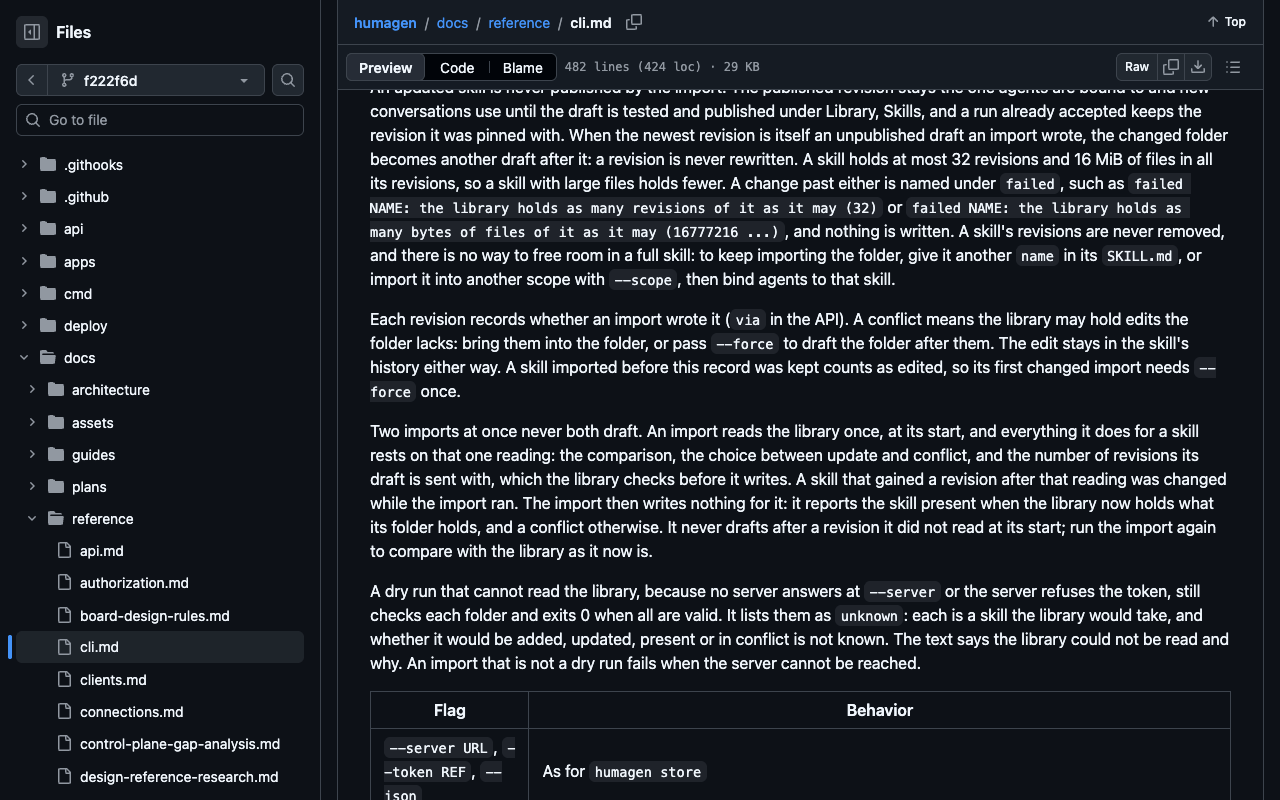 Files
humagen / docs / reference / cli.md
Top
f222f6d
Preview Code Blame 482 lines (424 loc) · 29 KB Raw
Go to file
.githooks
.github
api
apps
cmd
deploy
docs
architecture
assets
guides
plans
reference
api.md
authorization.md
board-design-rules.md
cli.md
clients.md
connections.md
control-plane-gap-analysis.md
design-reference-research.md
An updated skill is never published by the import. The published revision stays the one agents are bound to and new
conversations use until the draft is tested and published under Library, Skills, and a run already accepted keeps the
revision it was pinned with. When the newest revision is itself an unpublished draft an import wrote, the changed folder
becomes another draft after it: a revision is never rewritten. A skill holds at most 32 revisions and 16 MiB of files in all
its revisions, so a skill with large files holds fewer. A change past either is named under failed, such as failed
NAME: the library holds as many revisions of it as it may (32) or failed NAME: the library holds as
many bytes of files of it as it may (16777216 ...), and nothing is written. A skill's revisions are never removed,
and there is no way to free room in a full skill: to keep importing the folder, give it another name in its SKILL.md, or
import it into another scope with --scope, then bind agents to that skill.
Each revision records whether an import wrote it (via in the API). A conflict means the library may hold edits the
folder lacks: bring them into the folder, or pass --force to draft the folder after them. The edit stays in the skill's
history either way. A skill imported before this record was kept counts as edited, so its first changed import needs --
force once.
Two imports at once never both draft. An import reads the library once, at its start, and everything it does for a skill
rests on that one reading: the comparison, the choice between update and conflict, and the number of revisions its
draft is sent with, which the library checks before it writes. A skill that gained a revision after that reading was changed
while the import ran. The import then writes nothing for it: it reports the skill present when the library now holds what
its folder holds, and a conflict otherwise. It never drafts after a revision it did not read at its start; run the import again
to compare with the library as it now is.
A dry run that cannot read the library, because no server answers at --server or the server refuses the token, still
checks each folder and exits 0 when all are valid. It lists them as unknown: each is a skill the library would take, and
whether it would be added, updated, present or in conflict is not known. The text says the library could not be read and
why. An import that is not a dry run fails when the server cannot be reached.
Flag Behavior
--server URL, -
-token REF, --
json
As for humagen store